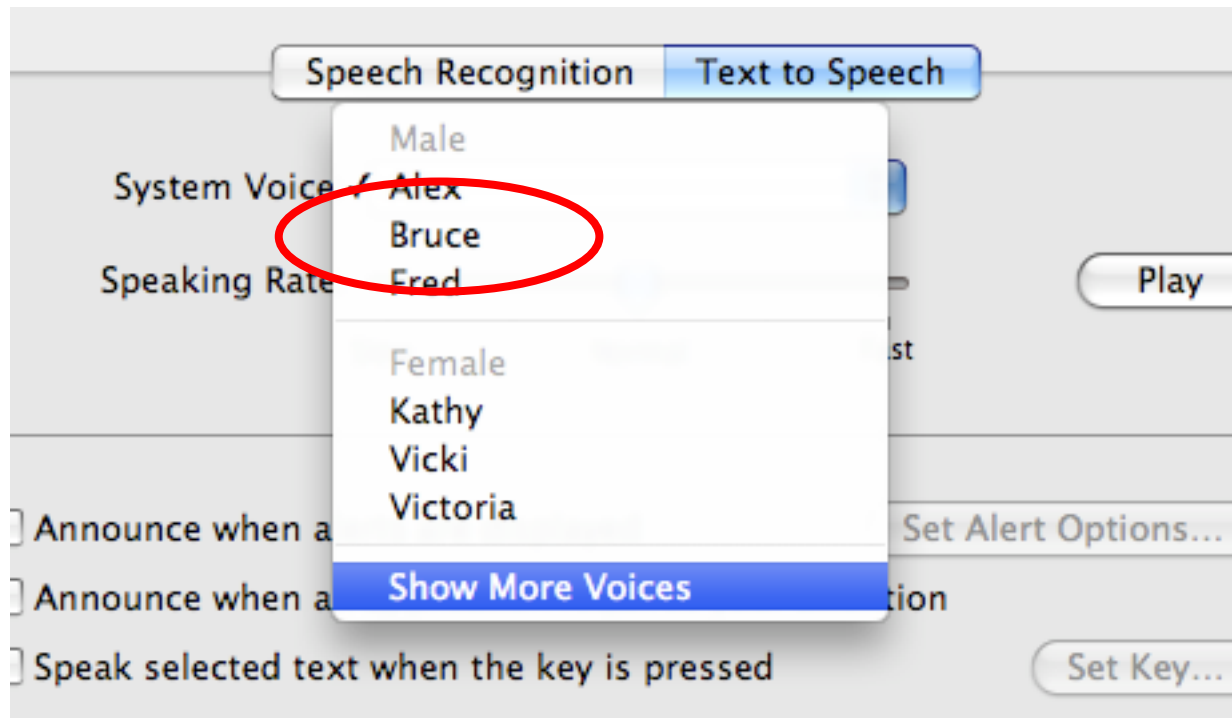 Speech Recognition Text to Speech
Male
System Voice ✓ Alex
Bruce
Speaking Rate Fred Play
st
Female
Kathy
Vicki
Victoria
Announce when a Set Alert Options...
Show More Voices
Announce when a tion
Speak selected text when the key is pressed Set Key...